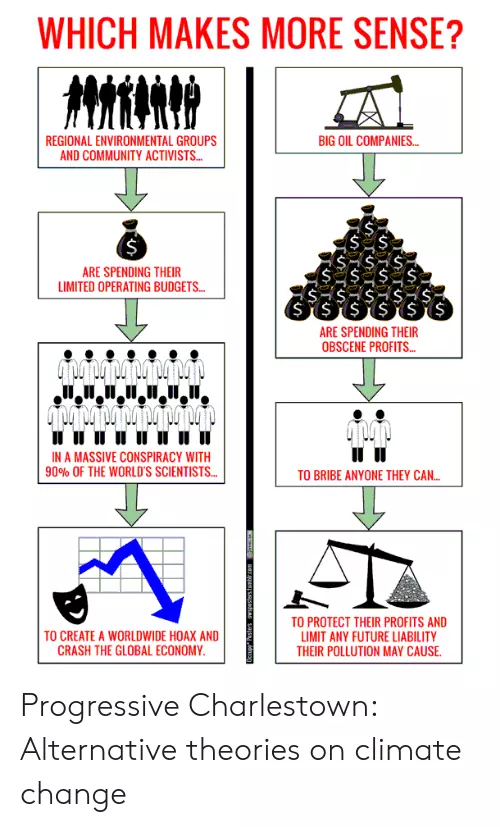 WHICH MAKES MORE SENSE?
REGIONAL ENVIRONMENTAL GROUPS
AND COMMUNITY ACTIVISTS...
ARE SPENDING THEIR
LIMITED OPERATING BUDGETS...
IN A MASSIVE CONSPIRACY WITH
90% OF THE WORLD'S SCIENTISTS...
TO CREATE A WORLDWIDE HOAX AND
CRASH THE GLOBAL ECONOMY.
BIG OIL COMPANIES...
$
ARE SPENDING THEIR
OBSCENE PROFITS...
TO BRIBE ANYONE THEY CAN...
TO PROTECT THEIR PROFITS AND
LIMIT ANY FUTURE LIABILITY
THEIR POLLUTION MAY CAUSE.
Occupy* Posters
Progressive Charlestown:
Alternative theories on climate
change